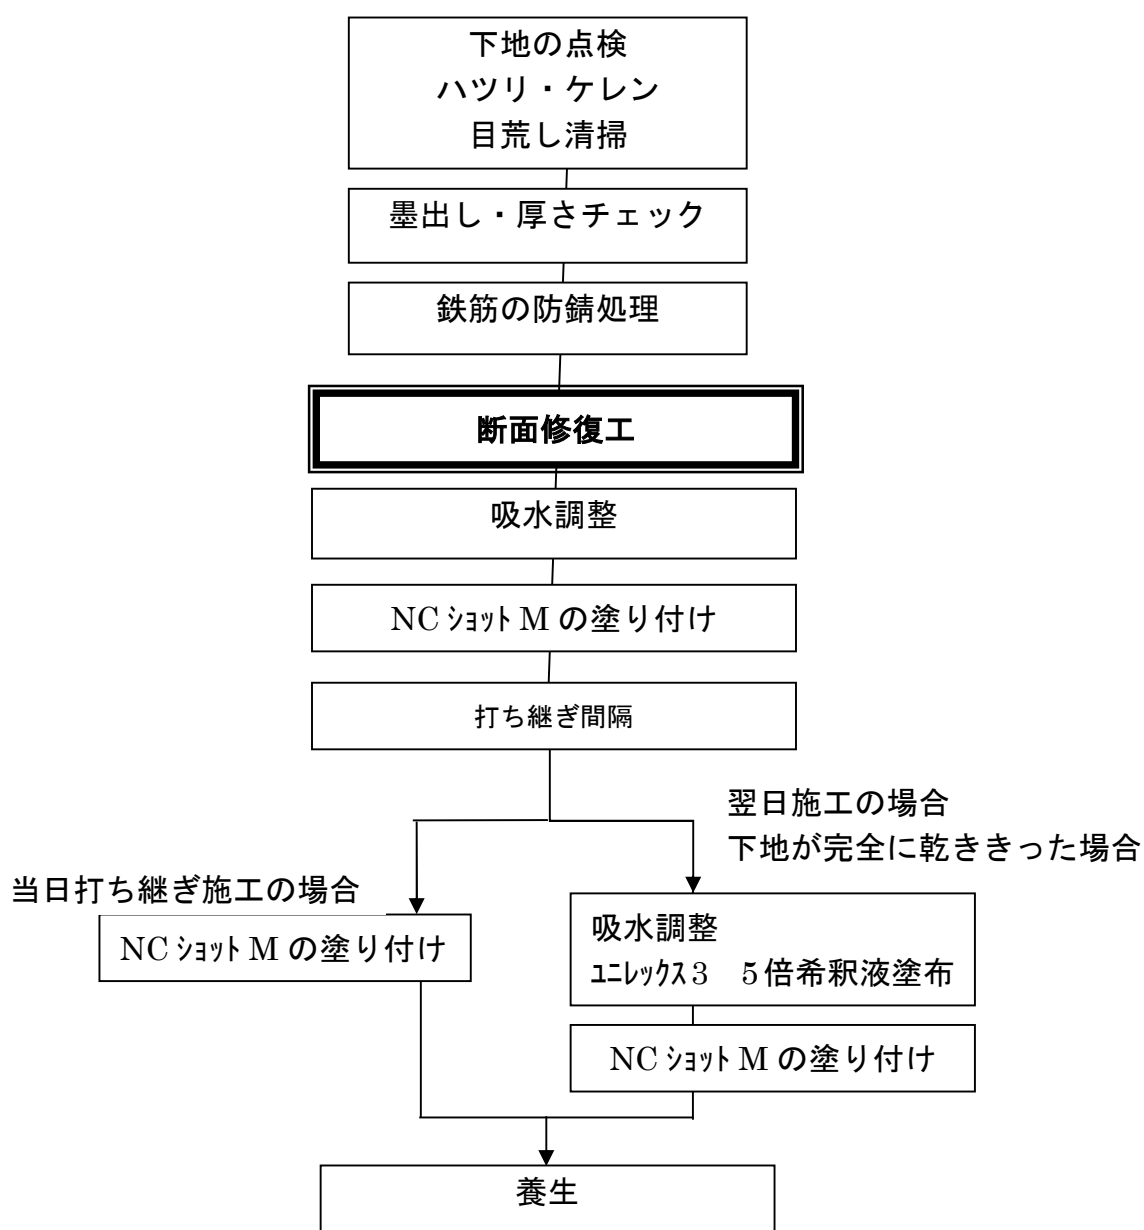 下地の点検
ハツリ・ケレン
目荒し清掃
墨出し・厚さチェック
鉄筋の防錆処理
断面修復工
吸水調整
NC ｼｮｯﾄ M の塗り付け
打ち継ぎ間隔
翌日施工の場合
下地が完全に乾ききった場合
当日打ち継ぎ施工の場合
NC ｼｮｯﾄ M の塗り付け
吸水調整
ﾕﾆﾚｯｸｽ3　5倍希釈液塗布
NC ｼｮｯﾄ M の塗り付け
養生